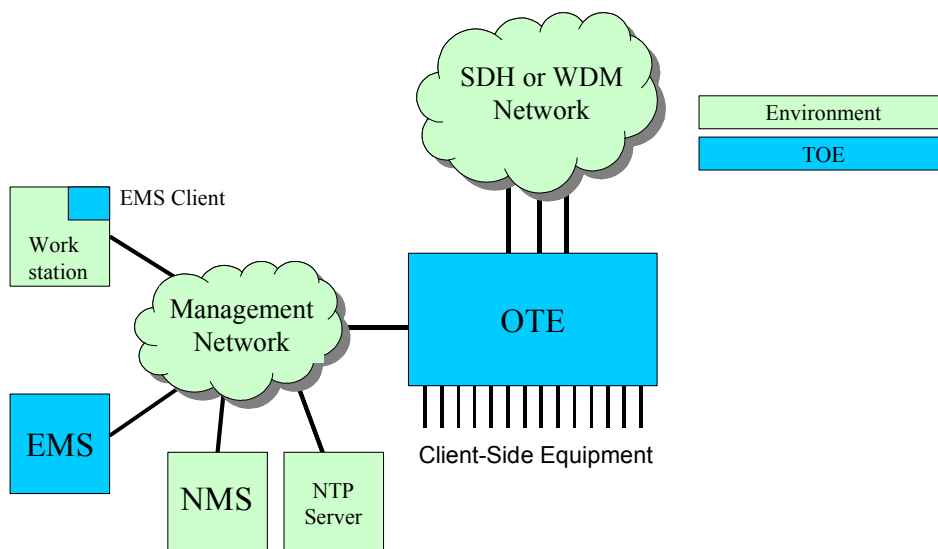 SDH or WDM
Network
Environment
TOE
EMS Client
Work
station
Management
Network
OTE
EMS
Client-Side Equipment
NMS
NTP
Server